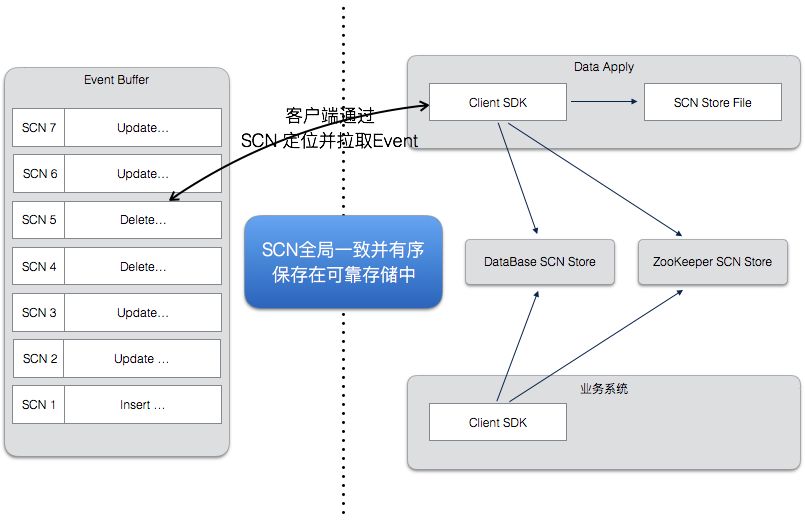 Event Buffer
SCN 7 Update...
SCN 6 Update...
SCN 5 Delete...
SCN 4 Delete...
SCN 3 Update...
SCN 2 Update ...
SCN 1 Insert ...
客户端通过
SCN 定位并拉取Event
SCN全局一致并有序
保存在可靠存储中
Data Apply
Client SDK
SCN Store File
DataBase SCN Store
ZooKeeper SCN Store
业务系统
Client SDK